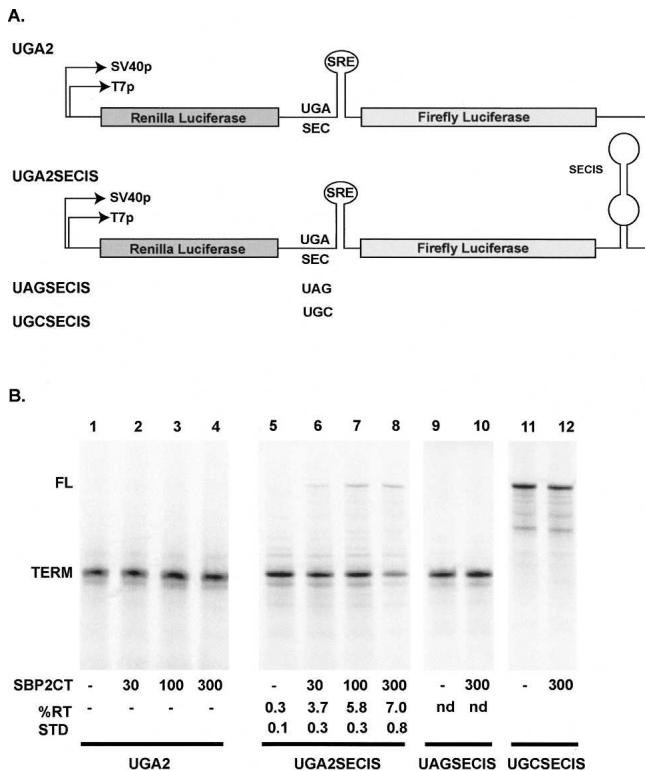 A.
UGA2
SRE
SV40p
T7p
UGA
Renilla Luciferase
Firefly Luciferase
SEC
SECIS
UGA2SECIS
SRE
SV40p
T7p
UGA
Renilla Luciferase
Firefly Luciferase
SEC
UAGSECIS
UAG
UGCSECIS
UGC
B.
1 2 3 4 5 6 7 8 9 10 11 12
FL
TERM
SBP2CT - 30 100 300 - 30 100 300 - 300 - 300
%RT - - - - 0.3 3.7 5.8 7.0 nd nd
STD 0.1 0.3 0.3 0.8
UGA2 UGA2SECIS UAGSECIS UGCSECIS